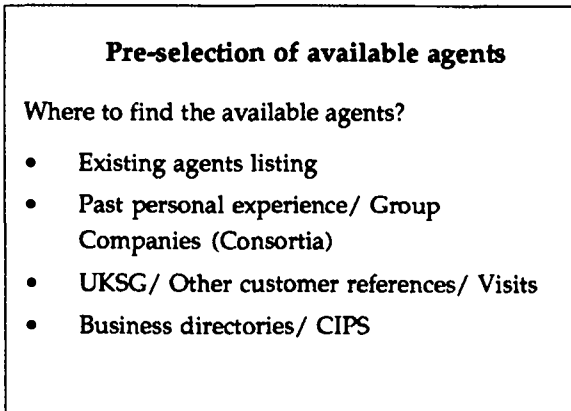 Pre-selection of available agents
Where to find the available agents?
• Existing agents listing
• Past personal experience/ Group
Companies (Consortia)
• UKSG/ Other customer references/ Visits
• Business directories/ CIPS